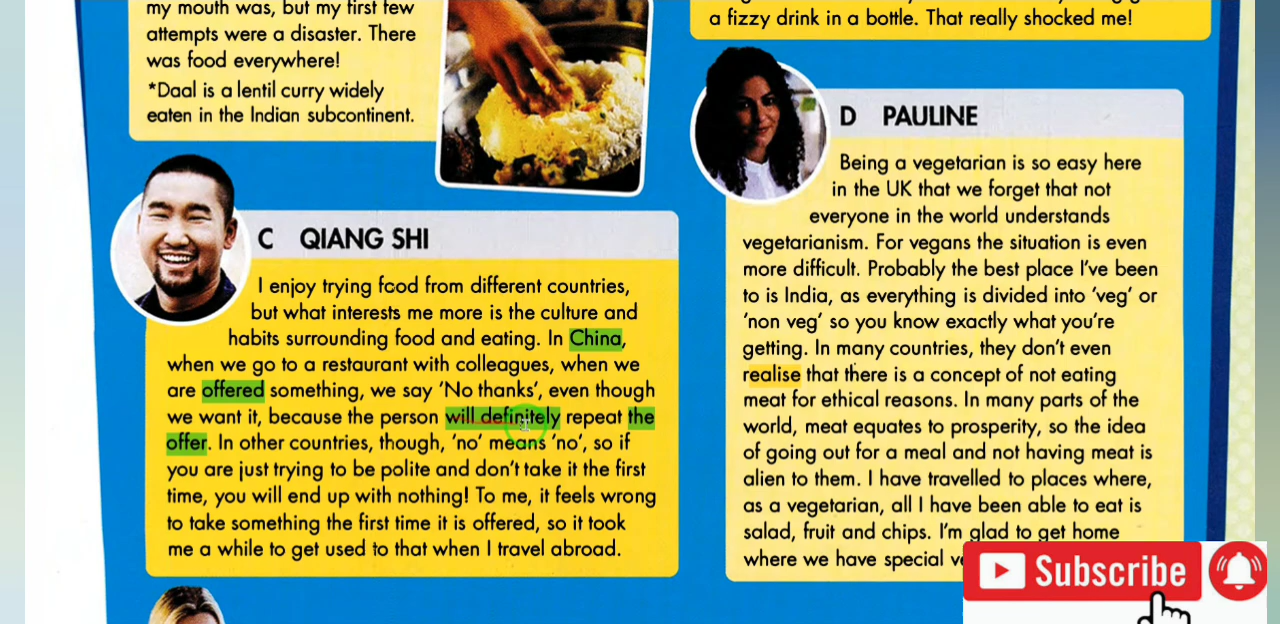 my mouth was, but my first few
attempts were a disaster. There
was food everywhere!
*Daal is a lentil curry widely
eaten in the Indian subcontinent.
a fizzy drink in a bottle. That really shocked me!
C QIANG SHI
I enjoy trying food from different countries,
but what interests me more is the culture and
habits surrounding food and eating. In China,
when we go to a restaurant with colleagues, when we
are offered something, we say 'No thanks', even though
we want it, because the person will definitely repeat the
offer. In other countries, though, 'no' means 'no', so if
you are just trying to be polite and don't take it the first
time, you will end up with nothing! To me, it feels wrong
to take something the first time it is offered, so it took
me a while to get used to that when I travel abroad.
D PAULINE
Being a vegetarian is so easy here
in the UK that we forget that not
everyone in the world understands
vegetarianism. For vegans the situation is even
more difficult. Probably the best place I've been
to is India, as everything is divided into 'veg' or
'non veg' so you know exactly what you're
getting. In many countries, they don't even
realise that there is a concept of not eating
meat for ethical reasons. In many parts of the
world, meat equates to prosperity, so the idea
of going out for a meal and not having meat is
alien to them. I have travelled to places where,
as a vegetarian, all I have been able to eat is
salad, fruit and chips. I'm glad to get home
where we have special
Subscribe